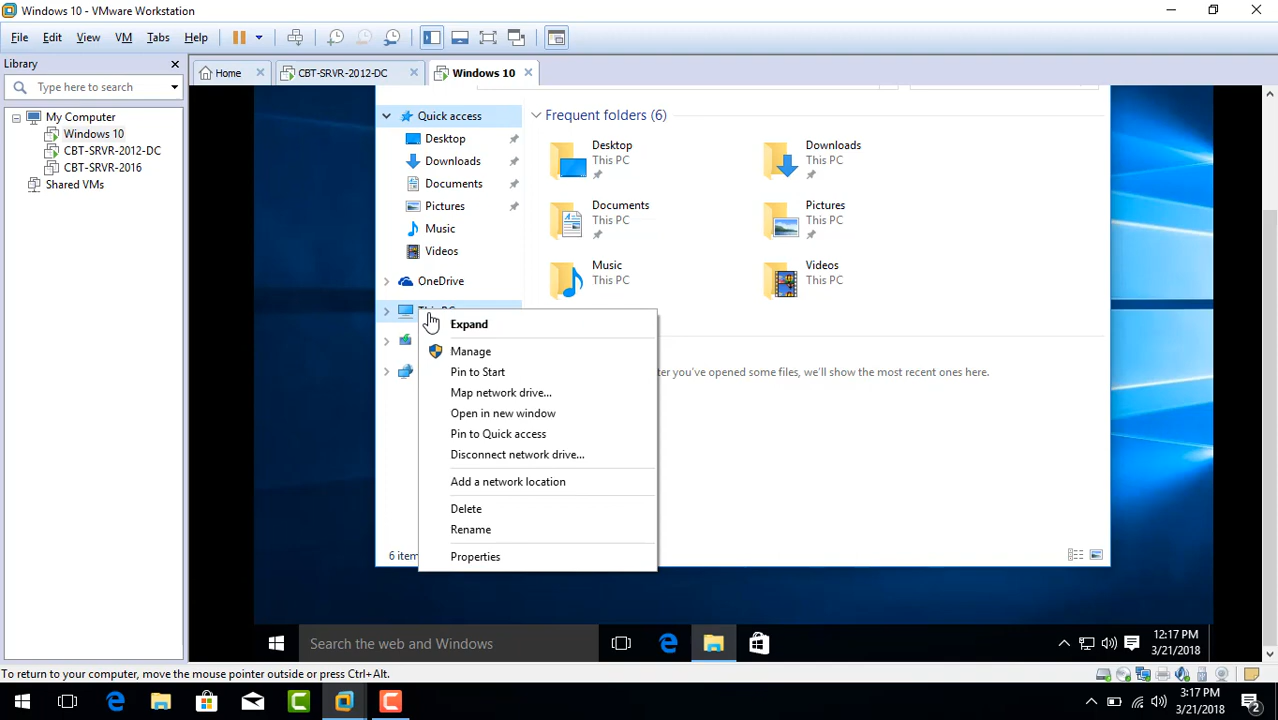 Windows 10 - VMware Workstation
File Edit View VM Tabs Help
Library
Type here to search
My Computer
Windows 10
CBT-SRVR-2012-DC
CBT-SRVR-2016
Shared VMs
Home
CBT-SRVR-2012-DC
Windows 10
Quick access
Desktop
Downloads
Documents
Pictures
Music
Videos
OneDrive
Frequent folders (6)
Desktop
This PC
Downloads
This PC
Documents
This PC
Pictures
This PC
Music
This PC
Videos
This PC
Expand
Manage
Pin to Start
Map network drive...
Open in new window
Pin to Quick access
Disconnect network drive...
Add a network location
Delete
Rename
Properties
you've opened some files, we'll show the most recent ones here.
6
Search the web and Windows
12:17 PM
3/21/2018
To return to your computer, move the mouse pointer outside or press Ctrl+Alt.
3:17 PM
3/21/2018
2